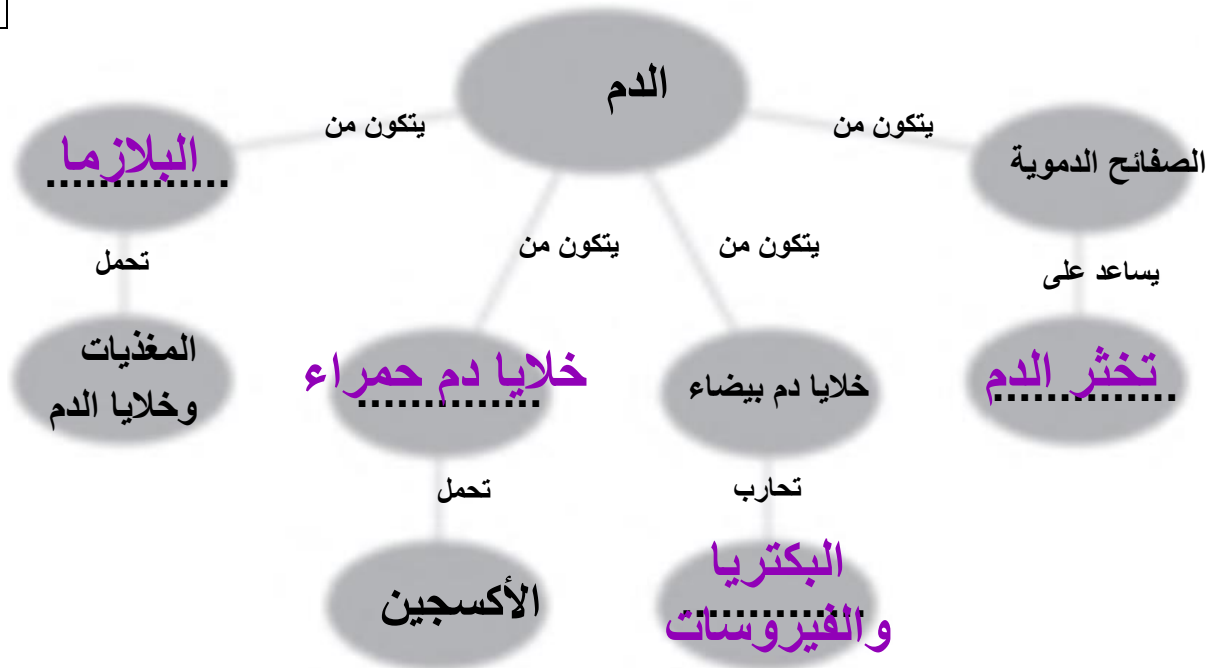 الدم
يتكون من
يتكون من
الصفائح الدموية
البلازما
..............
يتكون من
يتكون من
يساعد على
تحمل
تخثر الدم
..............
خلايا دم بيضاء
خلايا دم حمراء
..............
المغذيات
وخلايا الدم
تحارب
تحمل
البكتريا
والفيروسات
..............
الأكسجين